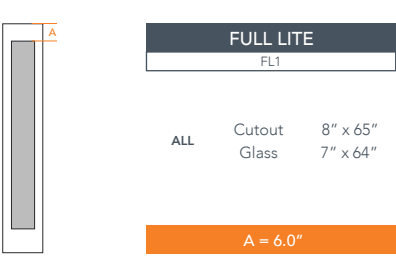 A
FULL LITE
FL1
ALL
Cutout 8” x 65”
Glass 7” x 64”
A = 6.0”